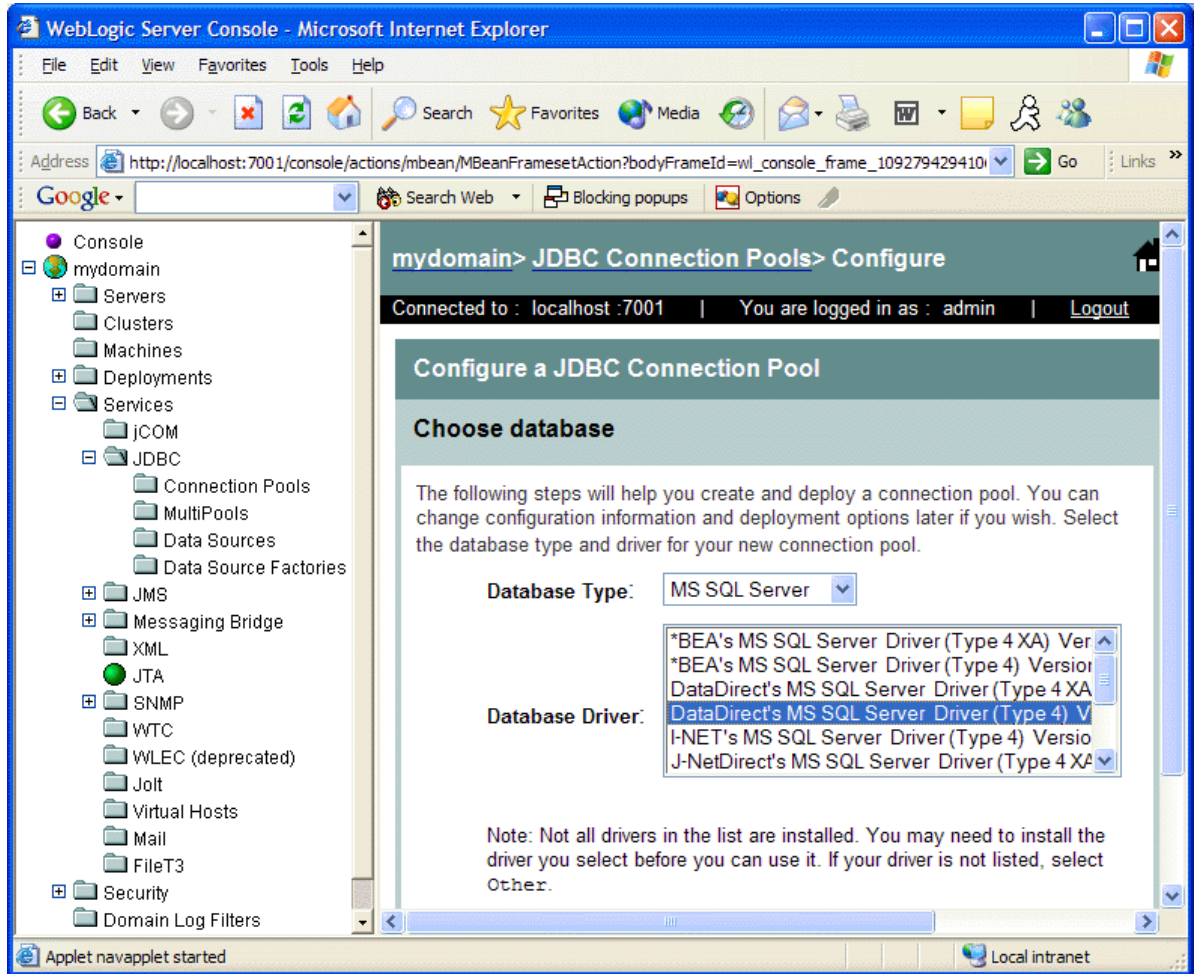 WebLogic Server Console - Microsoft Internet Explorer
File Edit View Favorites Tools Help
Back Search Favorites Media
Address http://localhost:7001/console/actions/mbean/MBeanFramesetAction?bodyFrameId=wl_console_frame_109279429410 Go Links »
Google Search Web Blocking popups Options
Console
mydomain
Servers
Clusters
Machines
Deployments
Services
jCOM
JDBC
Connection Pools
MultiPools
Data Sources
Data Source Factories
JMS
Messaging Bridge
XML
JTA
SNMP
WTC
WLEC (deprecated)
Jolt
Virtual Hosts
Mail
FileT3
Security
Domain Log Filters
mydomain> JDBC Connection Pools> Configure
Connected to : localhost :7001 | You are logged in as : admin | Logout
Configure a JDBC Connection Pool
Choose database
The following steps will help you create and deploy a connection pool. You can
change configuration information and deployment options later if you wish. Select
the database type and driver for your new connection pool.
Database Type: MS SQL Server
Database Driver:
*BEA's MS SQL Server Driver (Type 4 XA) Ver
*BEA's MS SQL Server Driver (Type 4) Version
DataDirect's MS SQL Server Driver (Type 4 XA
DataDirect's MS SQL Server Driver (Type 4) V
I-NET's MS SQL Server Driver (Type 4) Versio
J-NetDirect's MS SQL Server Driver (Type 4 XA
Note: Not all drivers in the list are installed. You may need to install the
driver you select before you can use it. If your driver is not listed, select
Other.
Applet navapplet started Local intranet